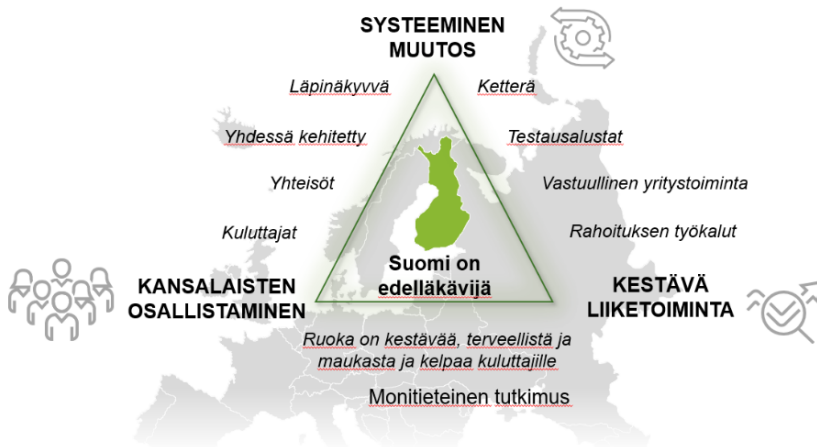 SYSTEEMINEN
MUUTOS
Läpinäkyvvä
Ketterä
Yhdessä kehitetty
Testausalustat
Yhteisöt
Vastuullinen yritystoiminta
Kuluttajat
Rahoituksen työkalut
Suomi on
edelläkävijä
KANSALAISTEN
OSALLISTAMINEN
KESTÄVÄ
LIIKETOIMINTA
Ruoka on kestävää, terveellistä ja
maukasta ja kelpaa kuluttajille
Monitieteinen tutkimus